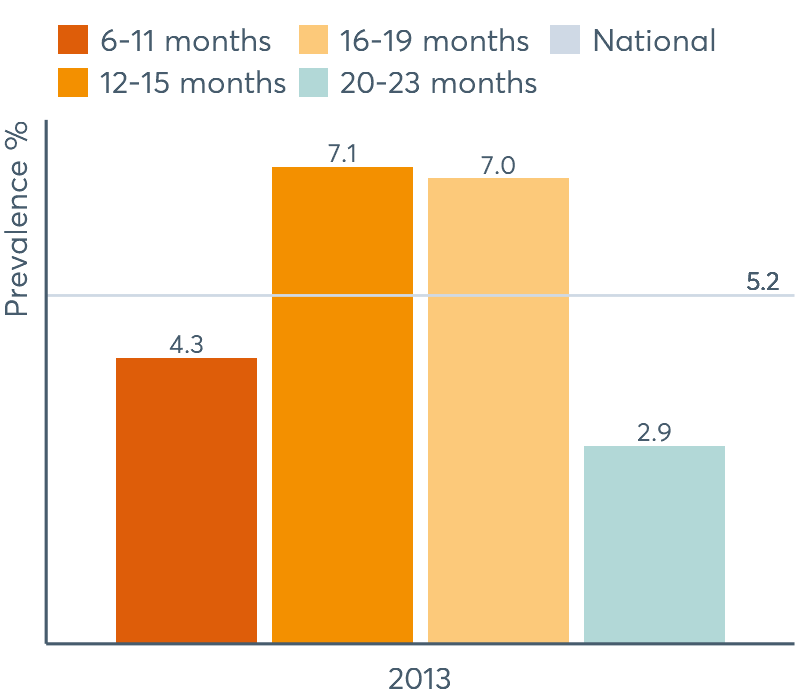 6-11 months 16-19 months National
12-15 months 20-23 months
Prevalence %
7.1
7.0
5.2
4.3
2.9
2013